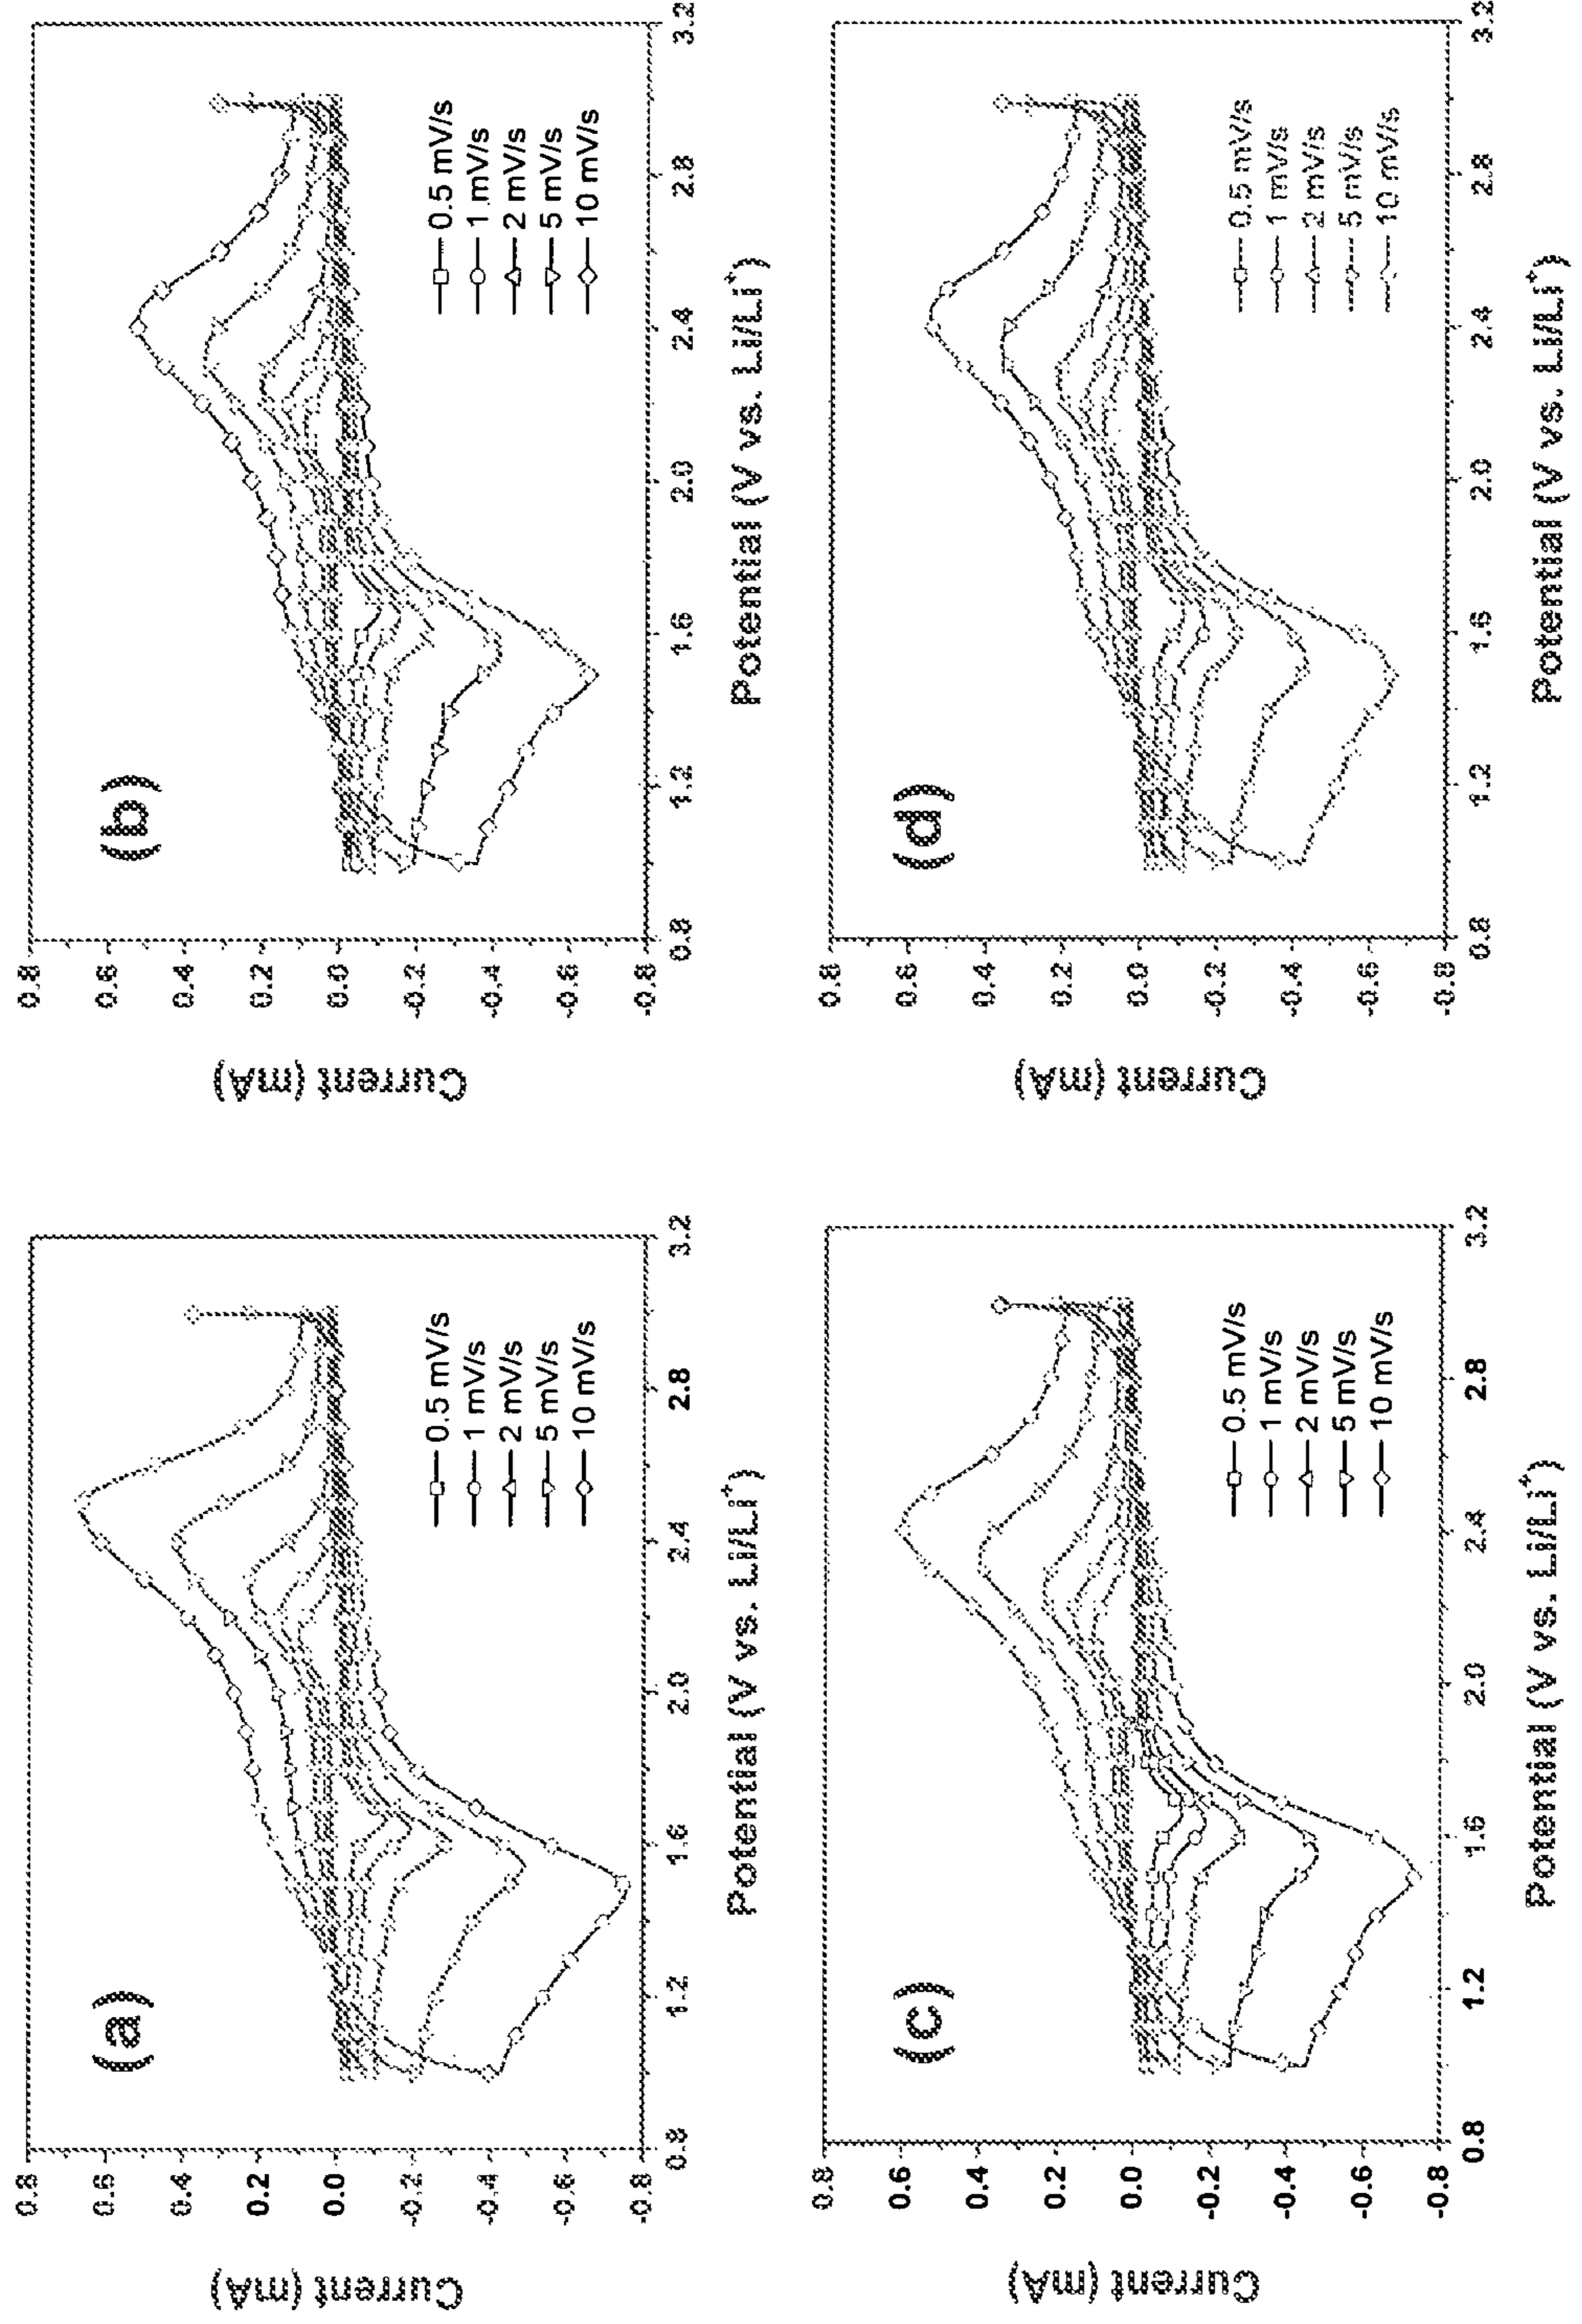 (a)
0.8
0.6
0.4
0.2
0.0
-0.2
-0.4
-0.6
-0.8
Current (mA)
0.8
1.2
1.6
2.0
2.4
2.8
3.2
Potential (V vs. Li/Li⁺)
0.5 mV/s
1 mV/s
2 mV/s
5 mV/s
10 mV/s
(b)
0.8
0.6
0.4
0.2
0.0
-0.2
-0.4
-0.6
-0.8
Current (mA)
0.8
1.2
1.6
2.0
2.4
2.8
3.2
Potential (V vs. Li/Li⁺)
0.5 mV/s
1 mV/s
2 mV/s
5 mV/s
10 mV/s
(c)
0.8
0.6
0.4
0.2
0.0
-0.2
-0.4
-0.6
-0.8
Current (mA)
0.8
1.2
1.6
2.0
2.4
2.8
3.2
Potential (V vs. Li/Li⁺)
0.5 mV/s
1 mV/s
2 mV/s
5 mV/s
10 mV/s
(d)
0.8
0.6
0.4
0.2
0.0
-0.2
-0.4
-0.6
-0.8
Current (mA)
0.8
1.2
1.6
2.0
2.4
2.8
3.2
Potential (V vs. Li/Li⁺)
0.5 mV/s
1 mV/s
2 mV/s
5 mV/s
10 mV/s